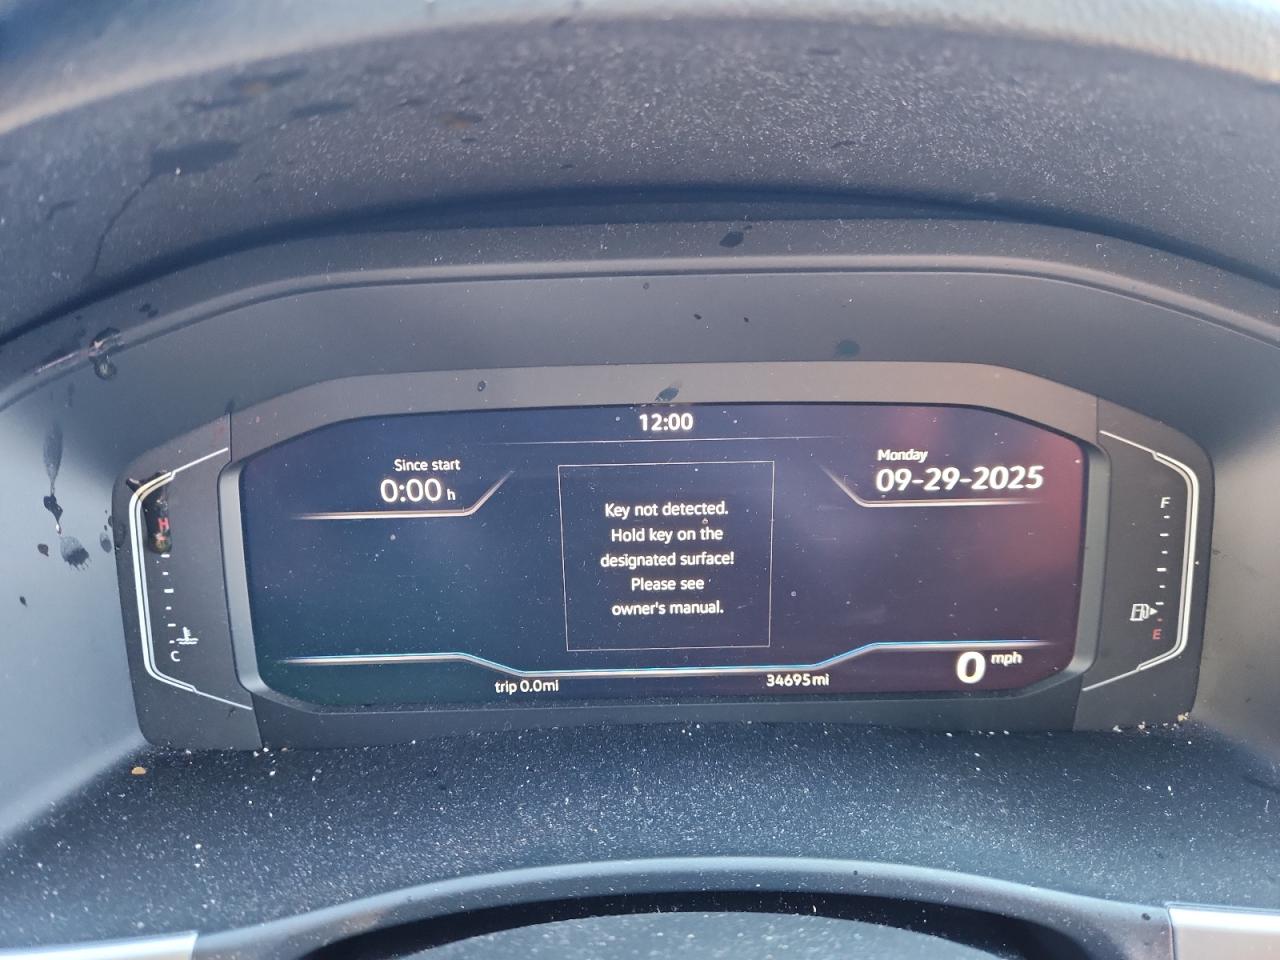 12:00
Since start
0:00 h
Monday
09-29-2025
Key not detected.
Hold key on the
designated surface!
Please see
owner's manual.
H
C
F
E
trip 0.0mi
34695mi
0 mph